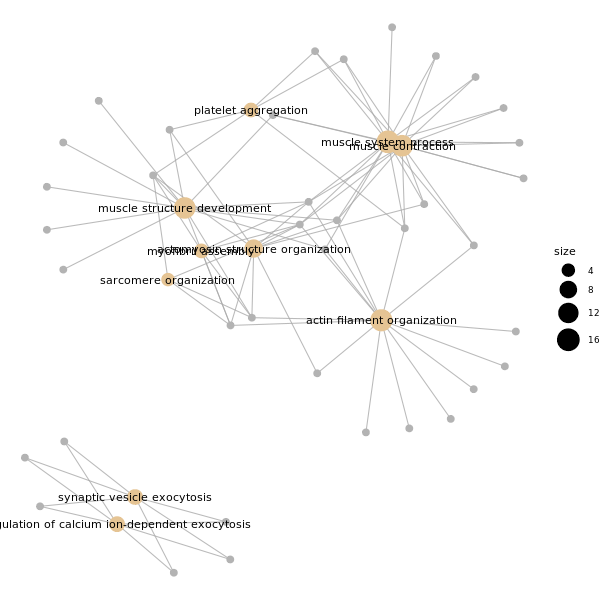 platelet aggregation
muscle system process
muscle contraction
muscle structure development
actomyosin structure organization
myofibril assembly
sarcomere organization
actin filament organization
size
4
8
12
16
synaptic vesicle exocytosis
gulation of calcium ion-dependent exocytosis